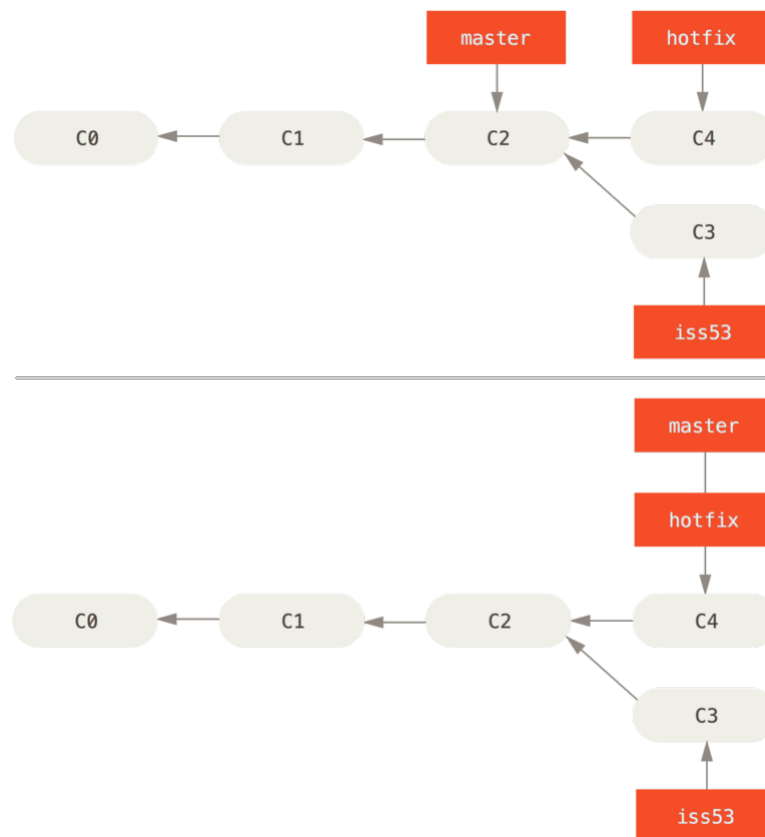 master hotfix
C0 C1 C2 C4
C3
iss53
master
hotfix
C0 C1 C2 C4
C3
iss53